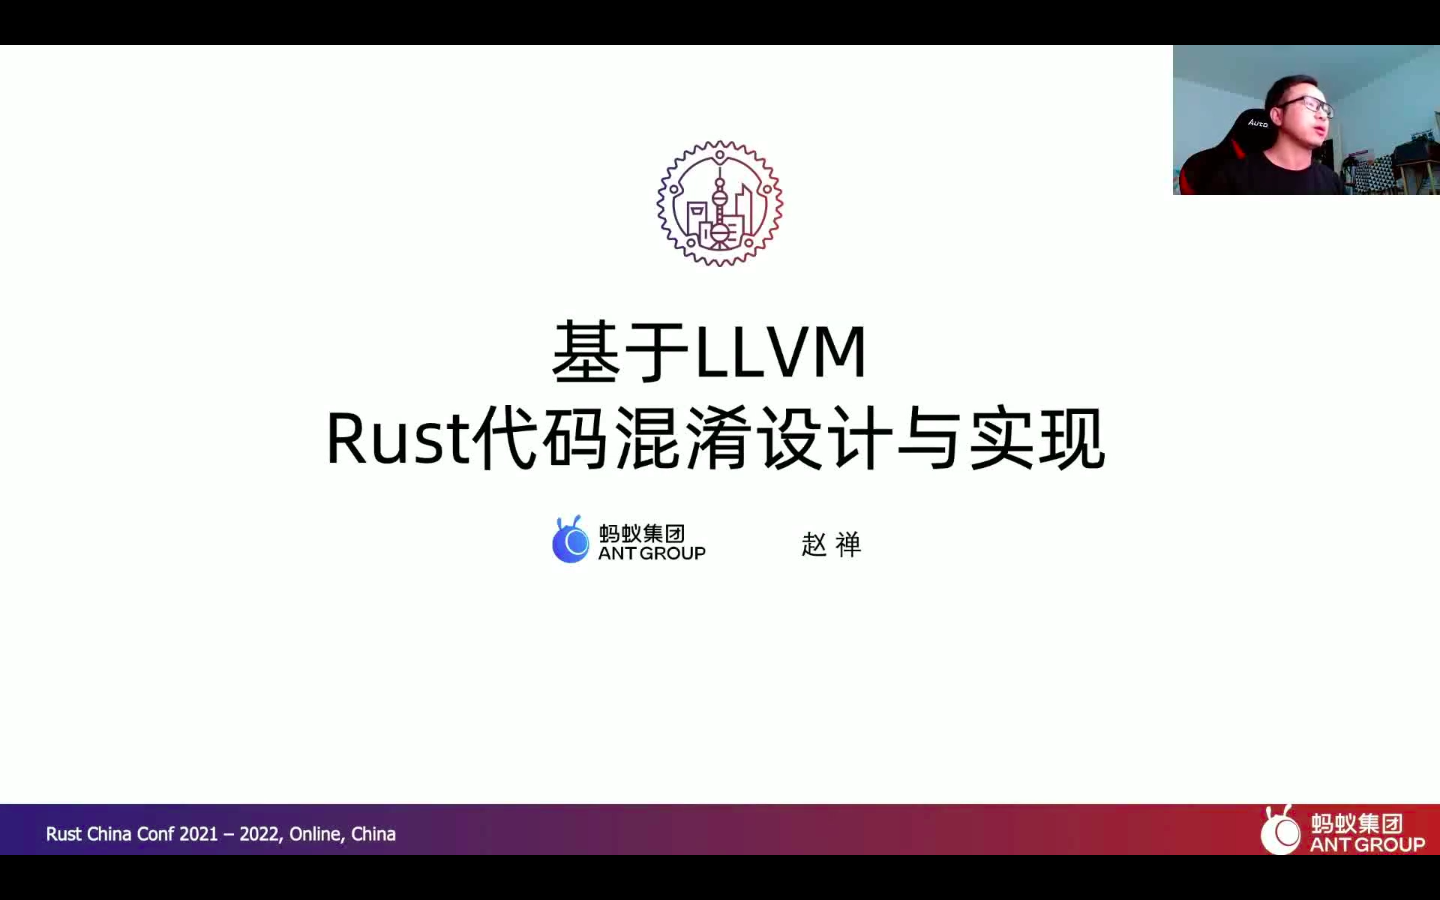 基于LLVM
Rust代码混淆设计与实现
蚂蚁集团
ANT GROUP
赵 禅
Rust China Conf 2021 – 2022, Online, China
蚂蚁集团
ANT GROUP